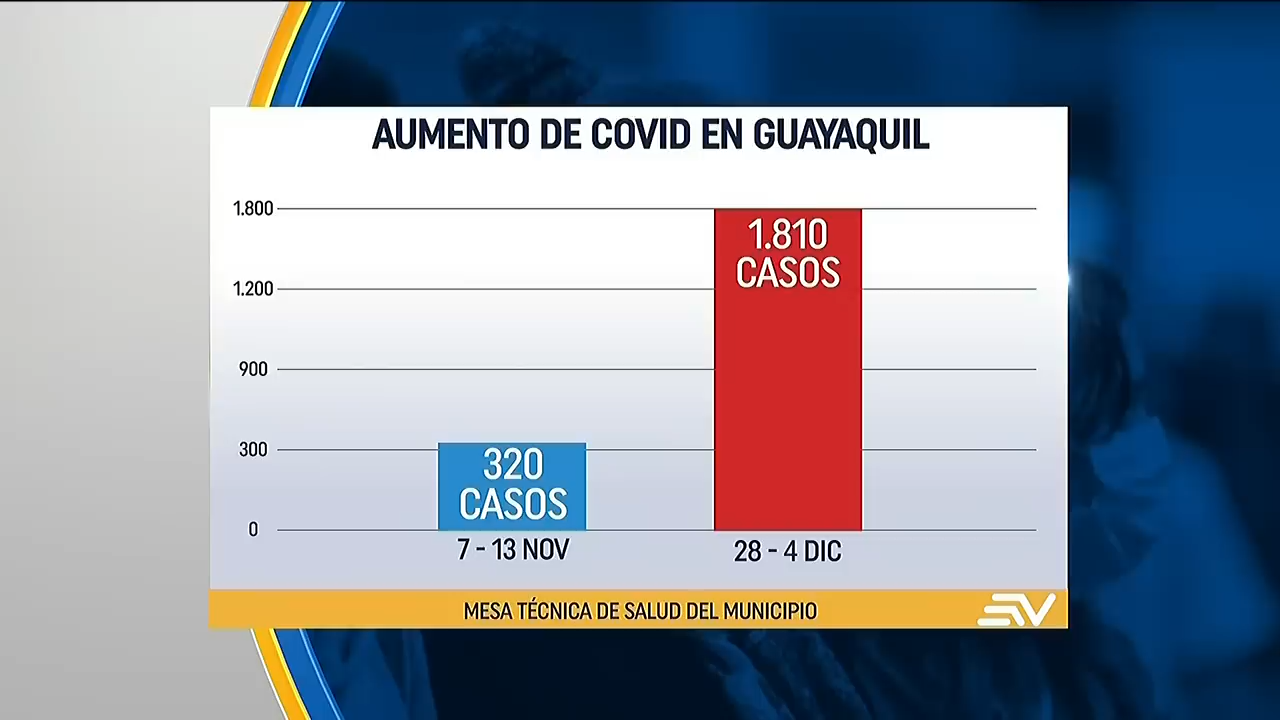 AUMENTO DE COVID EN GUAYAQUIL
1.800
1.200
900
300
0
1.810
CASOS
320
CASOS
7 - 13 NOV
28 - 4 DIC
MESA TÉCNICA DE SALUD DEL MUNICIPIO
EV